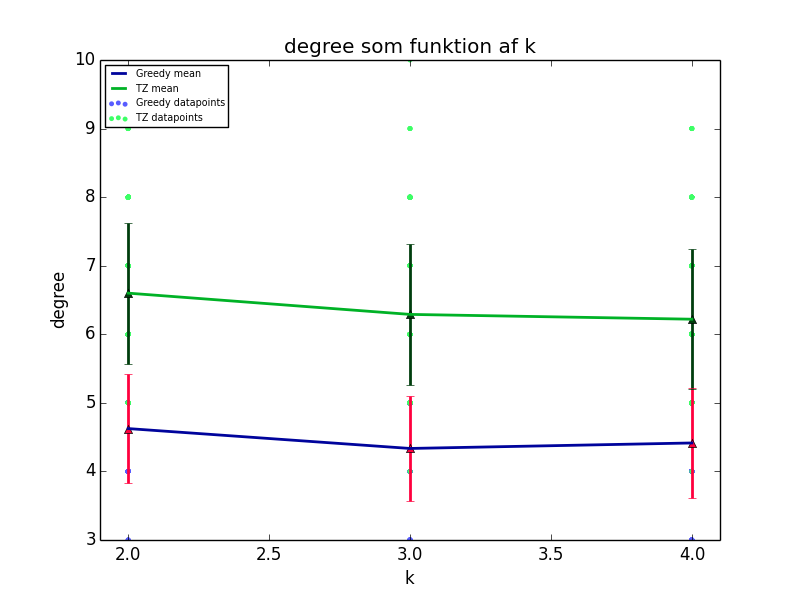 degree som funktion af k
10
9
8
7
6
5
4
3
degree
Greedy mean
TZ mean
Greedy datapoints
TZ datapoints
2.0 2.5 3.0 3.5 4.0
k